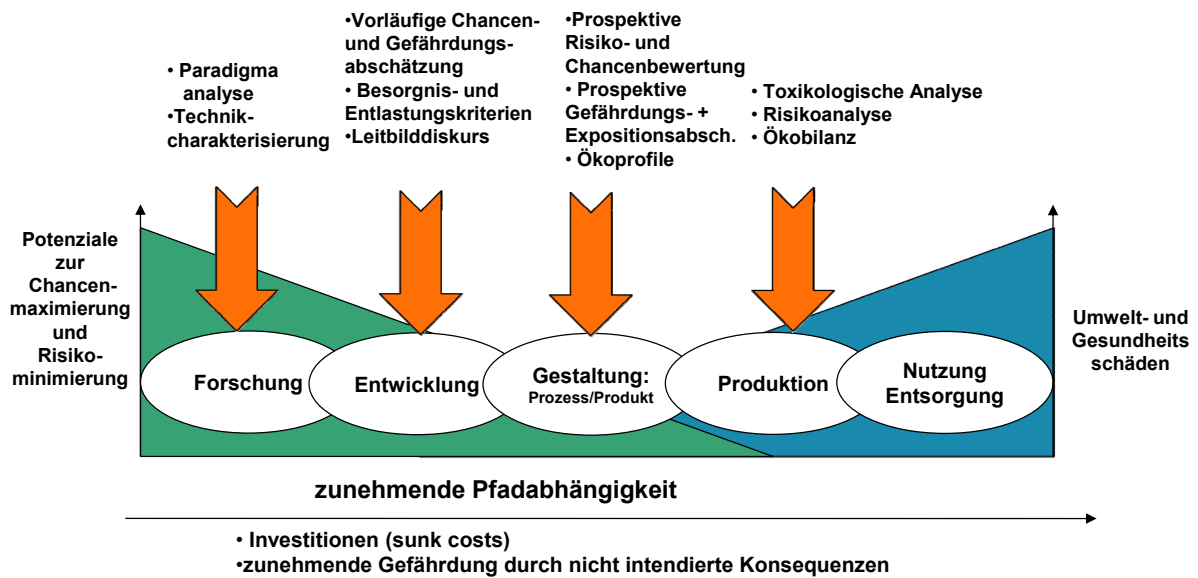 • Paradigma
analyse
•Technik-
charakterisierung
•Vorläufige Chancen-
und Gefährdungs-
abschätzung
• Besorgnis- und
Entlastungskriterien
•Leitbilddiskurs
•Prospektive
Risiko- und
Chancenbewertung
• Prospektive
Gefährdungs- +
Expositionsabsch.
• Ökoprofile
• Toxikologische Analyse
• Risikoanalyse
• Ökobilanz
Potenziale
zur
Chancen-
maximierung
und
Risiko-
minimierung
Forschung
Entwicklung
Gestaltung:
Prozess/Produkt
Produktion
Nutzung
Entsorgung
Umwelt- und
Gesundheits
schäden
zunehmende Pfadabhängigkeit
• Investitionen (sunk costs)
•zunehmende Gefährdung durch nicht intendierte Konsequenzen